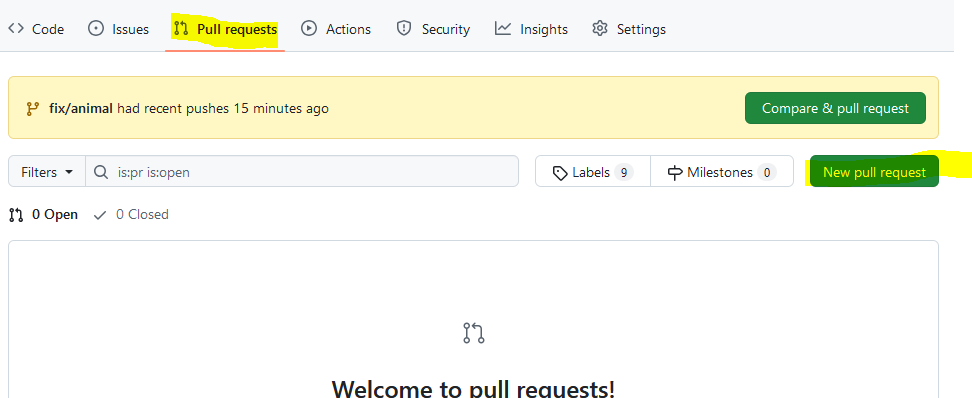 Code Issues Pull requests Actions Security Insights Settings
fix/animal had recent pushes 15 minutes ago Compare & pull request
Filters is:pr is:open Labels 9 Milestones 0 New pull request
0 Open 0 Closed
Welcome to pull requests!